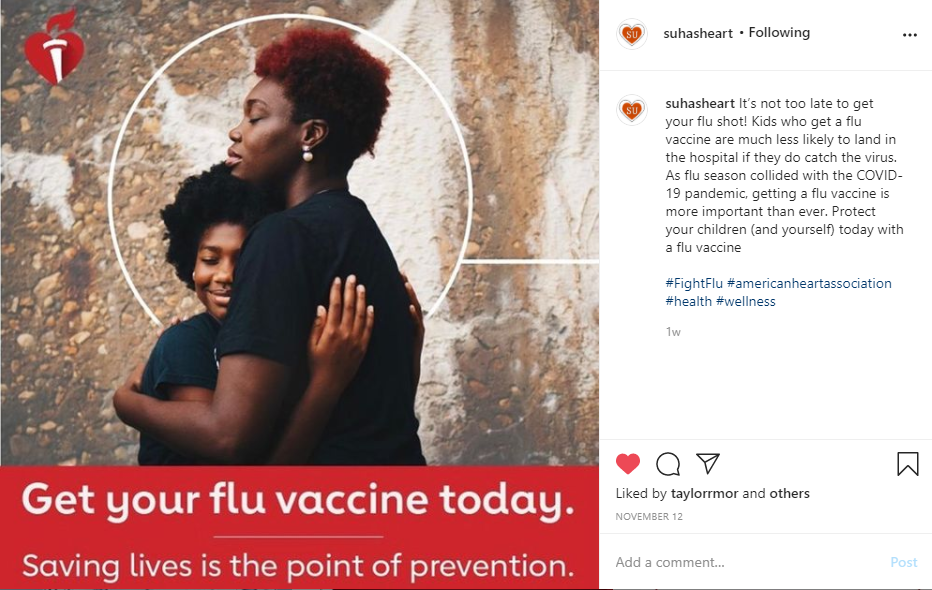 Get your flu vaccine today.
Saving lives is the point of prevention.
SU
suhasheart • Following
SU
suhasheart It's not too late to get
your flu shot! Kids who get a flu
vaccine are much less likely to land in
the hospital if they do catch the virus.
As flu season collided with the COVID-
19 pandemic, getting a flu vaccine is
more important than ever. Protect
your children (and yourself) today with
a flu vaccine
#FightFlu #americanheartassociation
#health #wellness
1w
Liked by taylorrmor and others
NOVEMBER 12
Add a comment...
Post